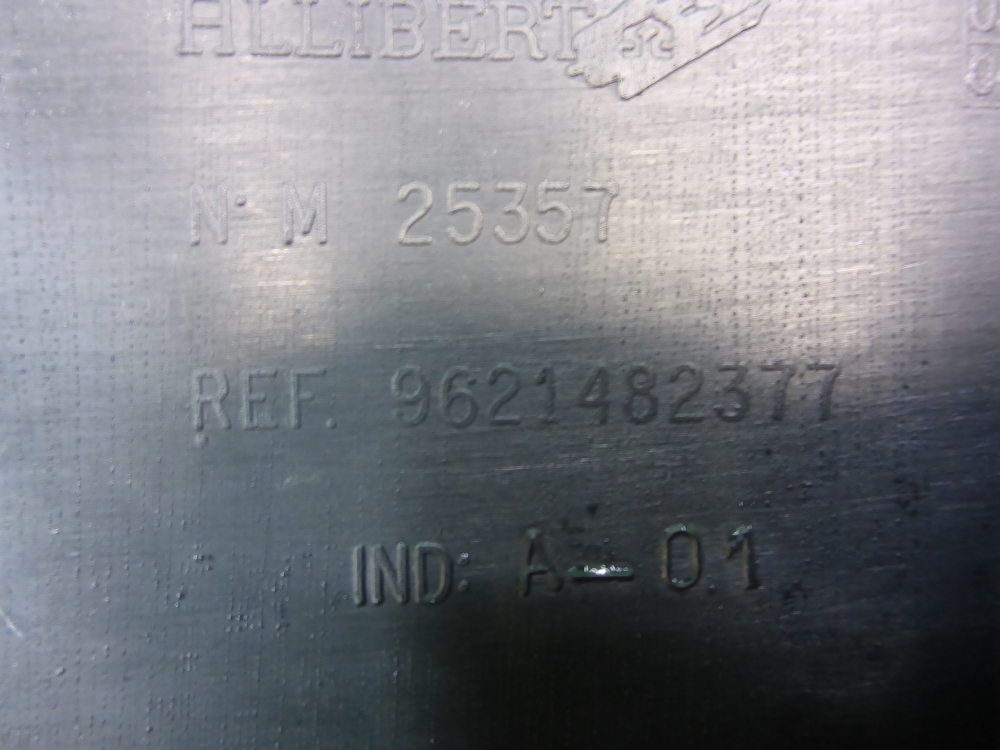 ALLIBERT
N· M 25357
REF. 9621482377
IND: A-01